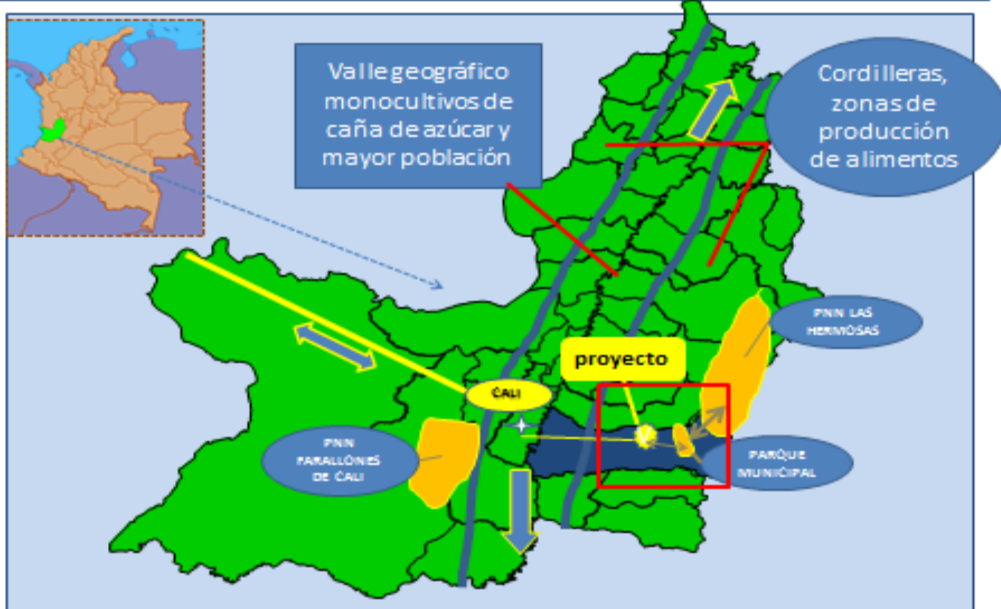 Valle geográfico
monocultivos de
caña de azúcar y
mayor población
Cordilleras,
zonas de
producción
de alimentos
PNN LAS
HERMOSAS
proyecto
CALI
V
PNN
FARALLONES
DE CALI
PARQUE
MUNICIPAL